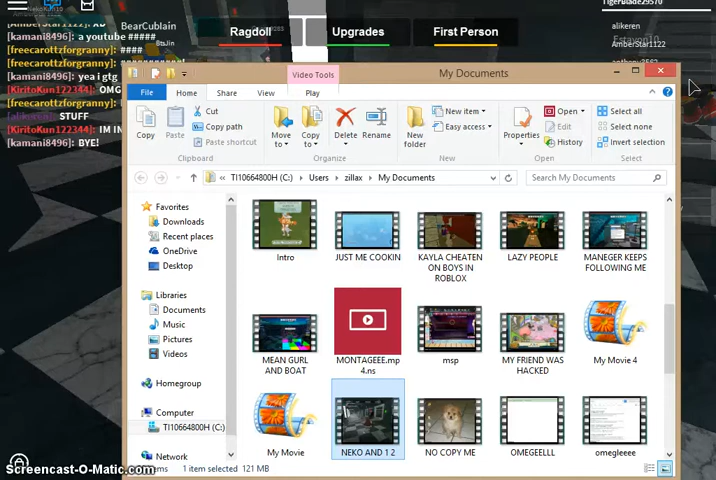 TigerBlade29570
BearCublain
Ragdoll
Upgrades
First Person
alikeren
AmberStar1122
BtsJin
[kamani8496]: a youtube #####
[freecarottzforgranny]: ####
[freecarottzforgranny]:
[kamani8496]: yea i gtg
[KiritoKun122344]: OMG
[freecarottzforgranny]:
[alikeren]: STUFF
[KiritoKun122344]: IM IN
[kamani8496]: BYE!
Video Tools
My Documents
File
Home
Share
View
Play
Copy
Paste
Cut
Copy path
Paste shortcut
Clipboard
Move to
Copy to
Delete
Rename
Organize
New folder
New item
Easy access
New
Properties
Open
Edit
History
Open
Select all
Select none
Invert selection
Select
« TI10664800H (C:) Users zillax My Documents
Search My Documents
Favorites
Downloads
Recent places
OneDrive
Desktop
Libraries
Documents
Music
Pictures
Videos
Homegroup
Computer
TI10664800H (C:)
Network
Intro
JUST ME COOKIN
KAYLA CHEATEN ON BOYS IN ROBLOX
LAZY PEOPLE
MANEGER KEEPS FOLLOWING ME
MEAN GURL AND BOAT
MONTAGEEE.mp4.ns
msp
MY FRIEND WAS HACKED
My Movie 4
My Movie
NEKO AND 1 2
NO COPY ME
OMEGEELLL
omegleeee
1 item selected 121 MB
Screencast-O-Matic.com